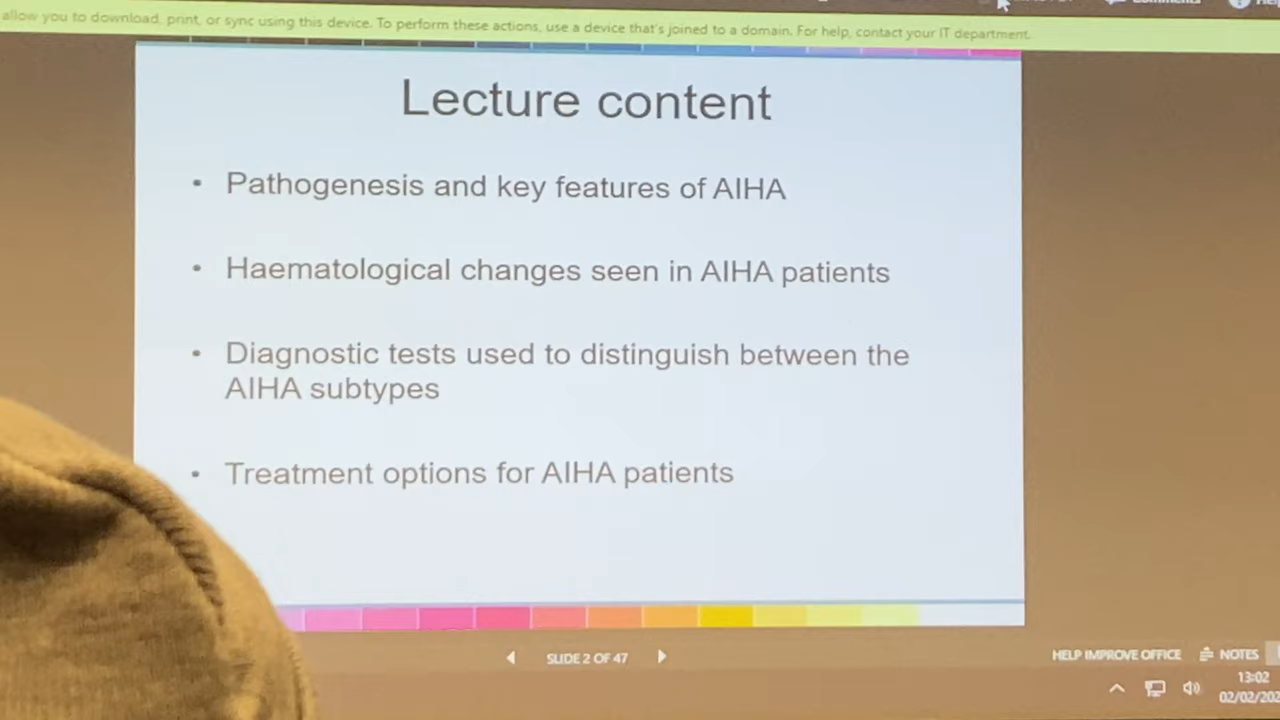 allow you to download, print, or sync using this device. To perform these actions, use a device that's joined to a domain. For help, contact your IT department.
Lecture content
• Pathogenesis and key features of AIHA
• Haematological changes seen in AIHA patients
• Diagnostic tests used to distinguish between the
AIHA subtypes
• Treatment options for AIHA patients
SLIDE 2 OF 47
HELP IMPROVE OFFICE
NOTES
13:02